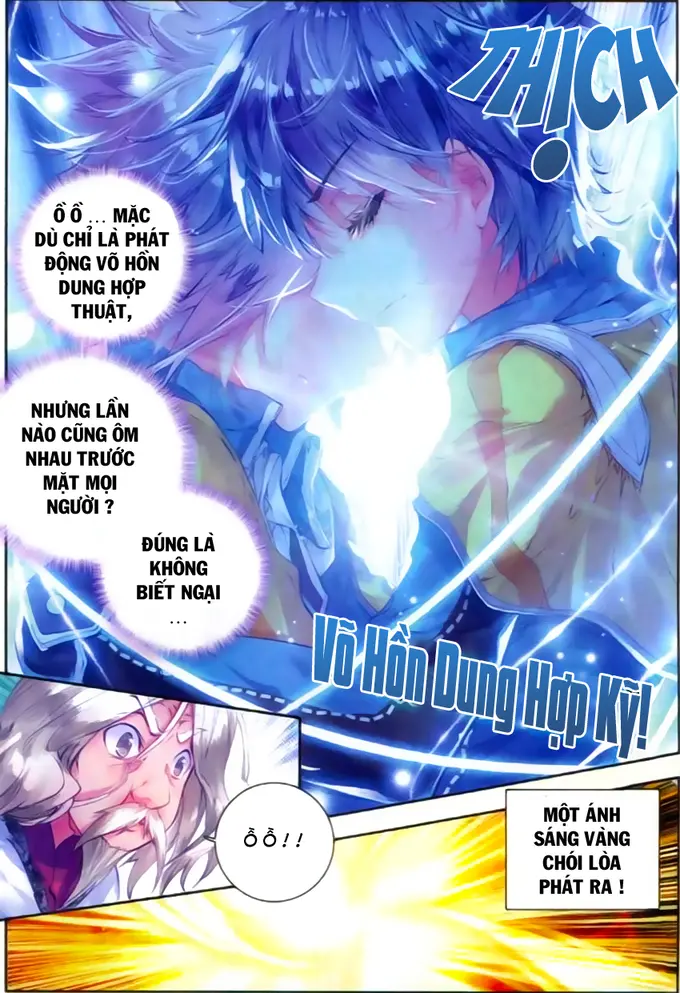 THỊCH
Ồ Ồ ... MẶC
DÙ CHỈ LÀ PHÁT
ĐỘNG VÕ HỒN
DUNG HỢP
THUẬT,
NHƯNG LẦN
NÀO CŨNG ÔM
NHAU TRƯỚC
MẶT MỌI
NGƯỜI ?
ĐÚNG LÀ
KHÔNG
BIẾT NGẠI
...
Võ Hồn Dung Hợp Kỹ!
Ồ Ồ ! !
MỘT ÁNH
SÁNG VÀNG
CHÓI LÒA
PHÁT RA !